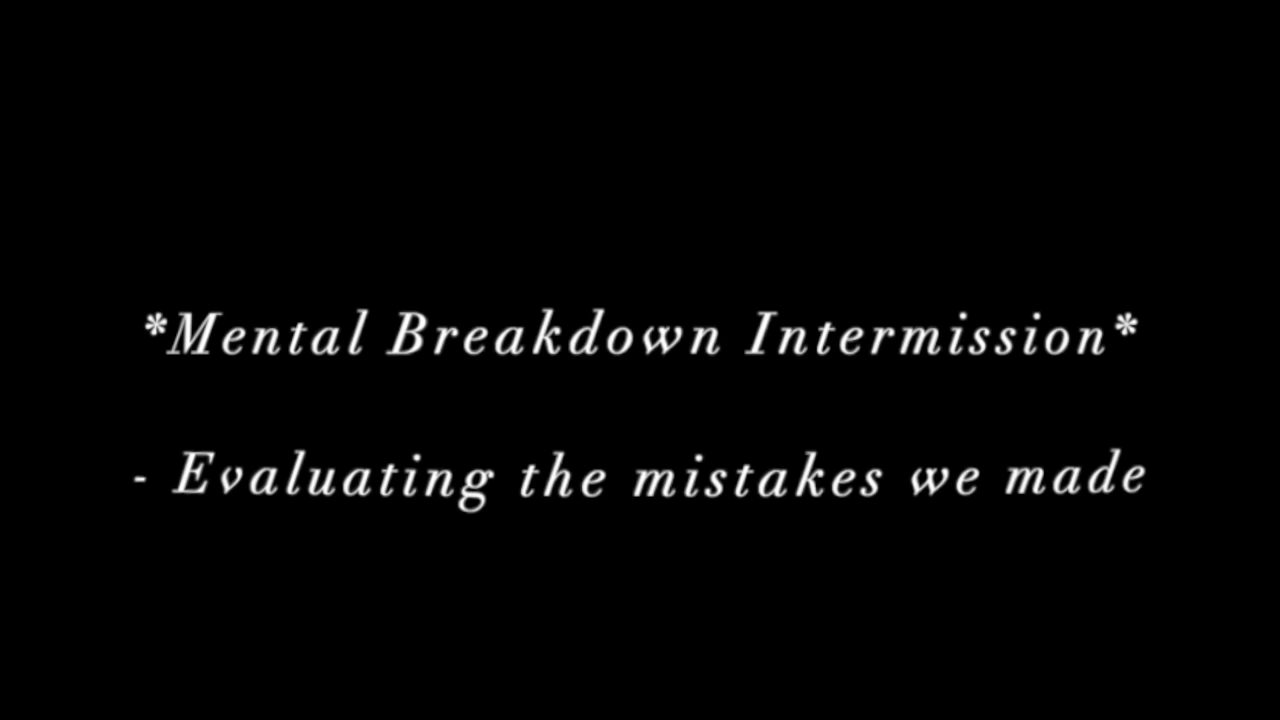 *Mental Breakdown Intermission*
- Evaluating the mistakes we made